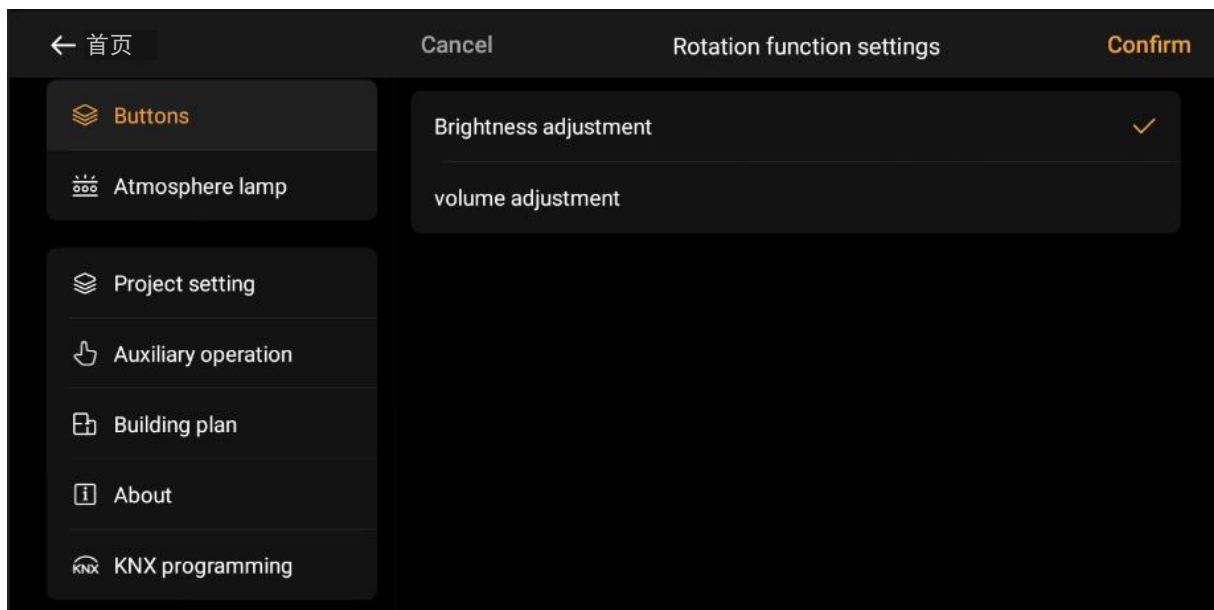 首页
Cancel
Rotation function settings
Confirm
Buttons
Atmosphere lamp
Project setting
Auxiliary operation
Building plan
About
KNX
KNX programming
Brightness adjustment
volume adjustment